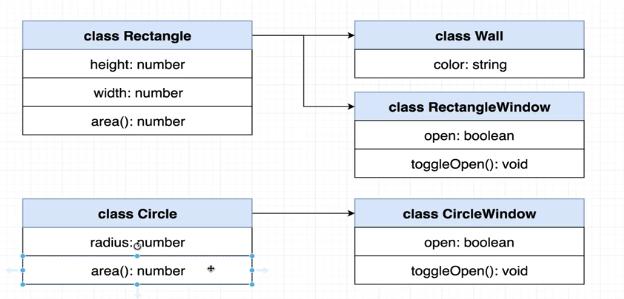 class Rectangle
height: number
width: number
area(): number
class Wall
color: string
class RectangleWindow
open: boolean
toggleOpen(): void
class Circle
radius: number
area(): number
class CircleWindow
open: boolean
toggleOpen(): void